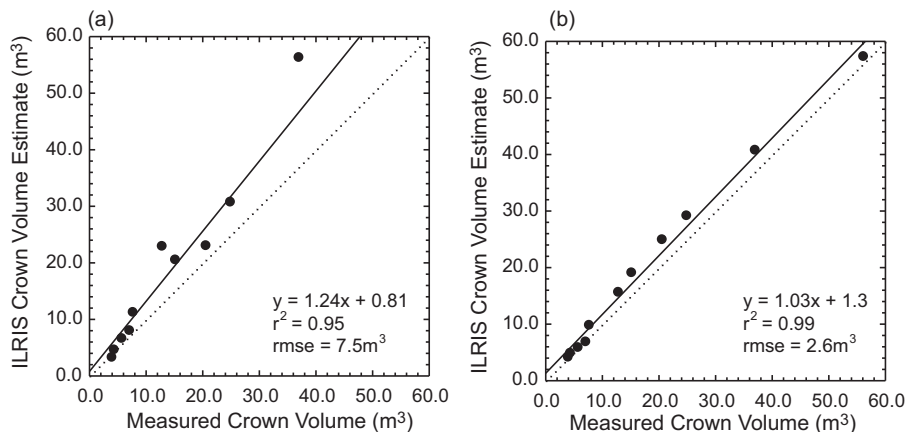 (a)
ILRIS Crown Volume Estimate (m³)
60.0
50.0
40.0
30.0
20.0
10.0
0.0
y = 1.24x + 0.81
r² = 0.95
rmse = 7.5m³
0.0 10.0 20.0 30.0 40.0 50.0 60.0
Measured Crown Volume (m³)
(b)
ILRIS Crown Volume Estimate (m³)
60.0
50.0
40.0
30.0
20.0
10.0
0.0
y = 1.03x + 1.3
r² = 0.99
rmse = 2.6m³
0.0 10.0 20.0 30.0 40.0 50.0 60.0
Measured Crown Volume (m³)